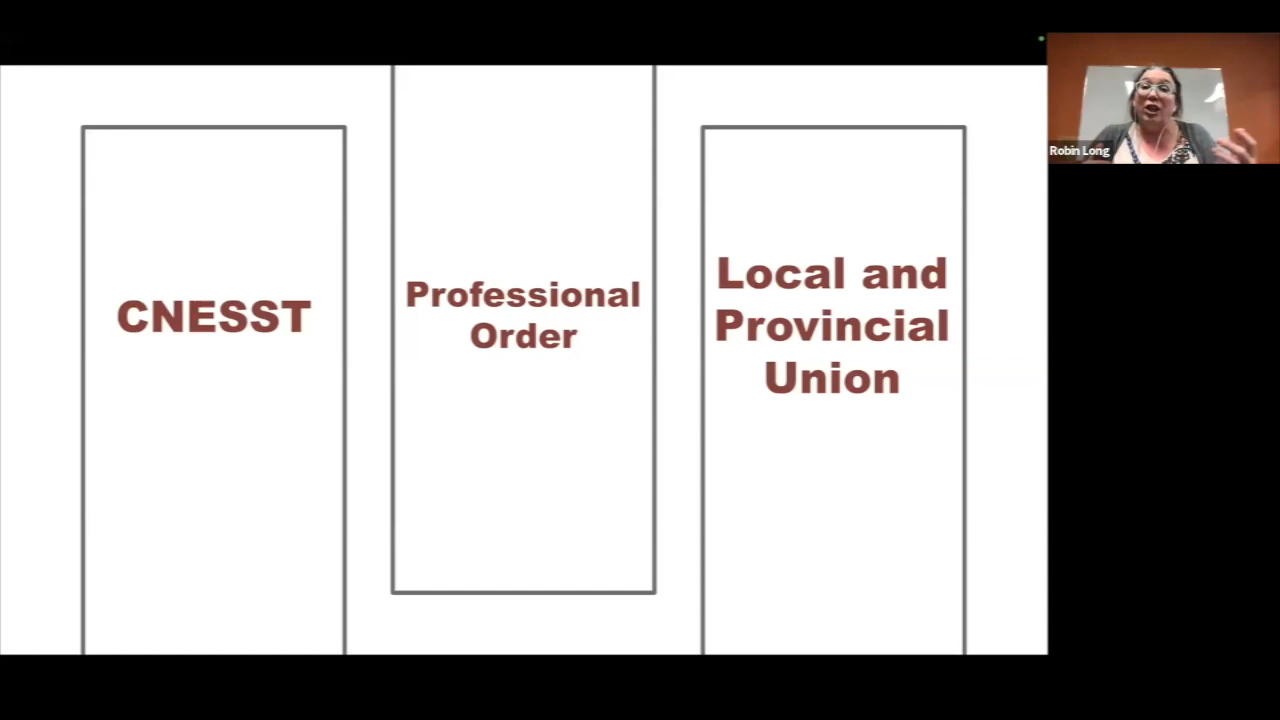 CNESST
Professional
Order
Local and
Provincial
Union
Robin Long